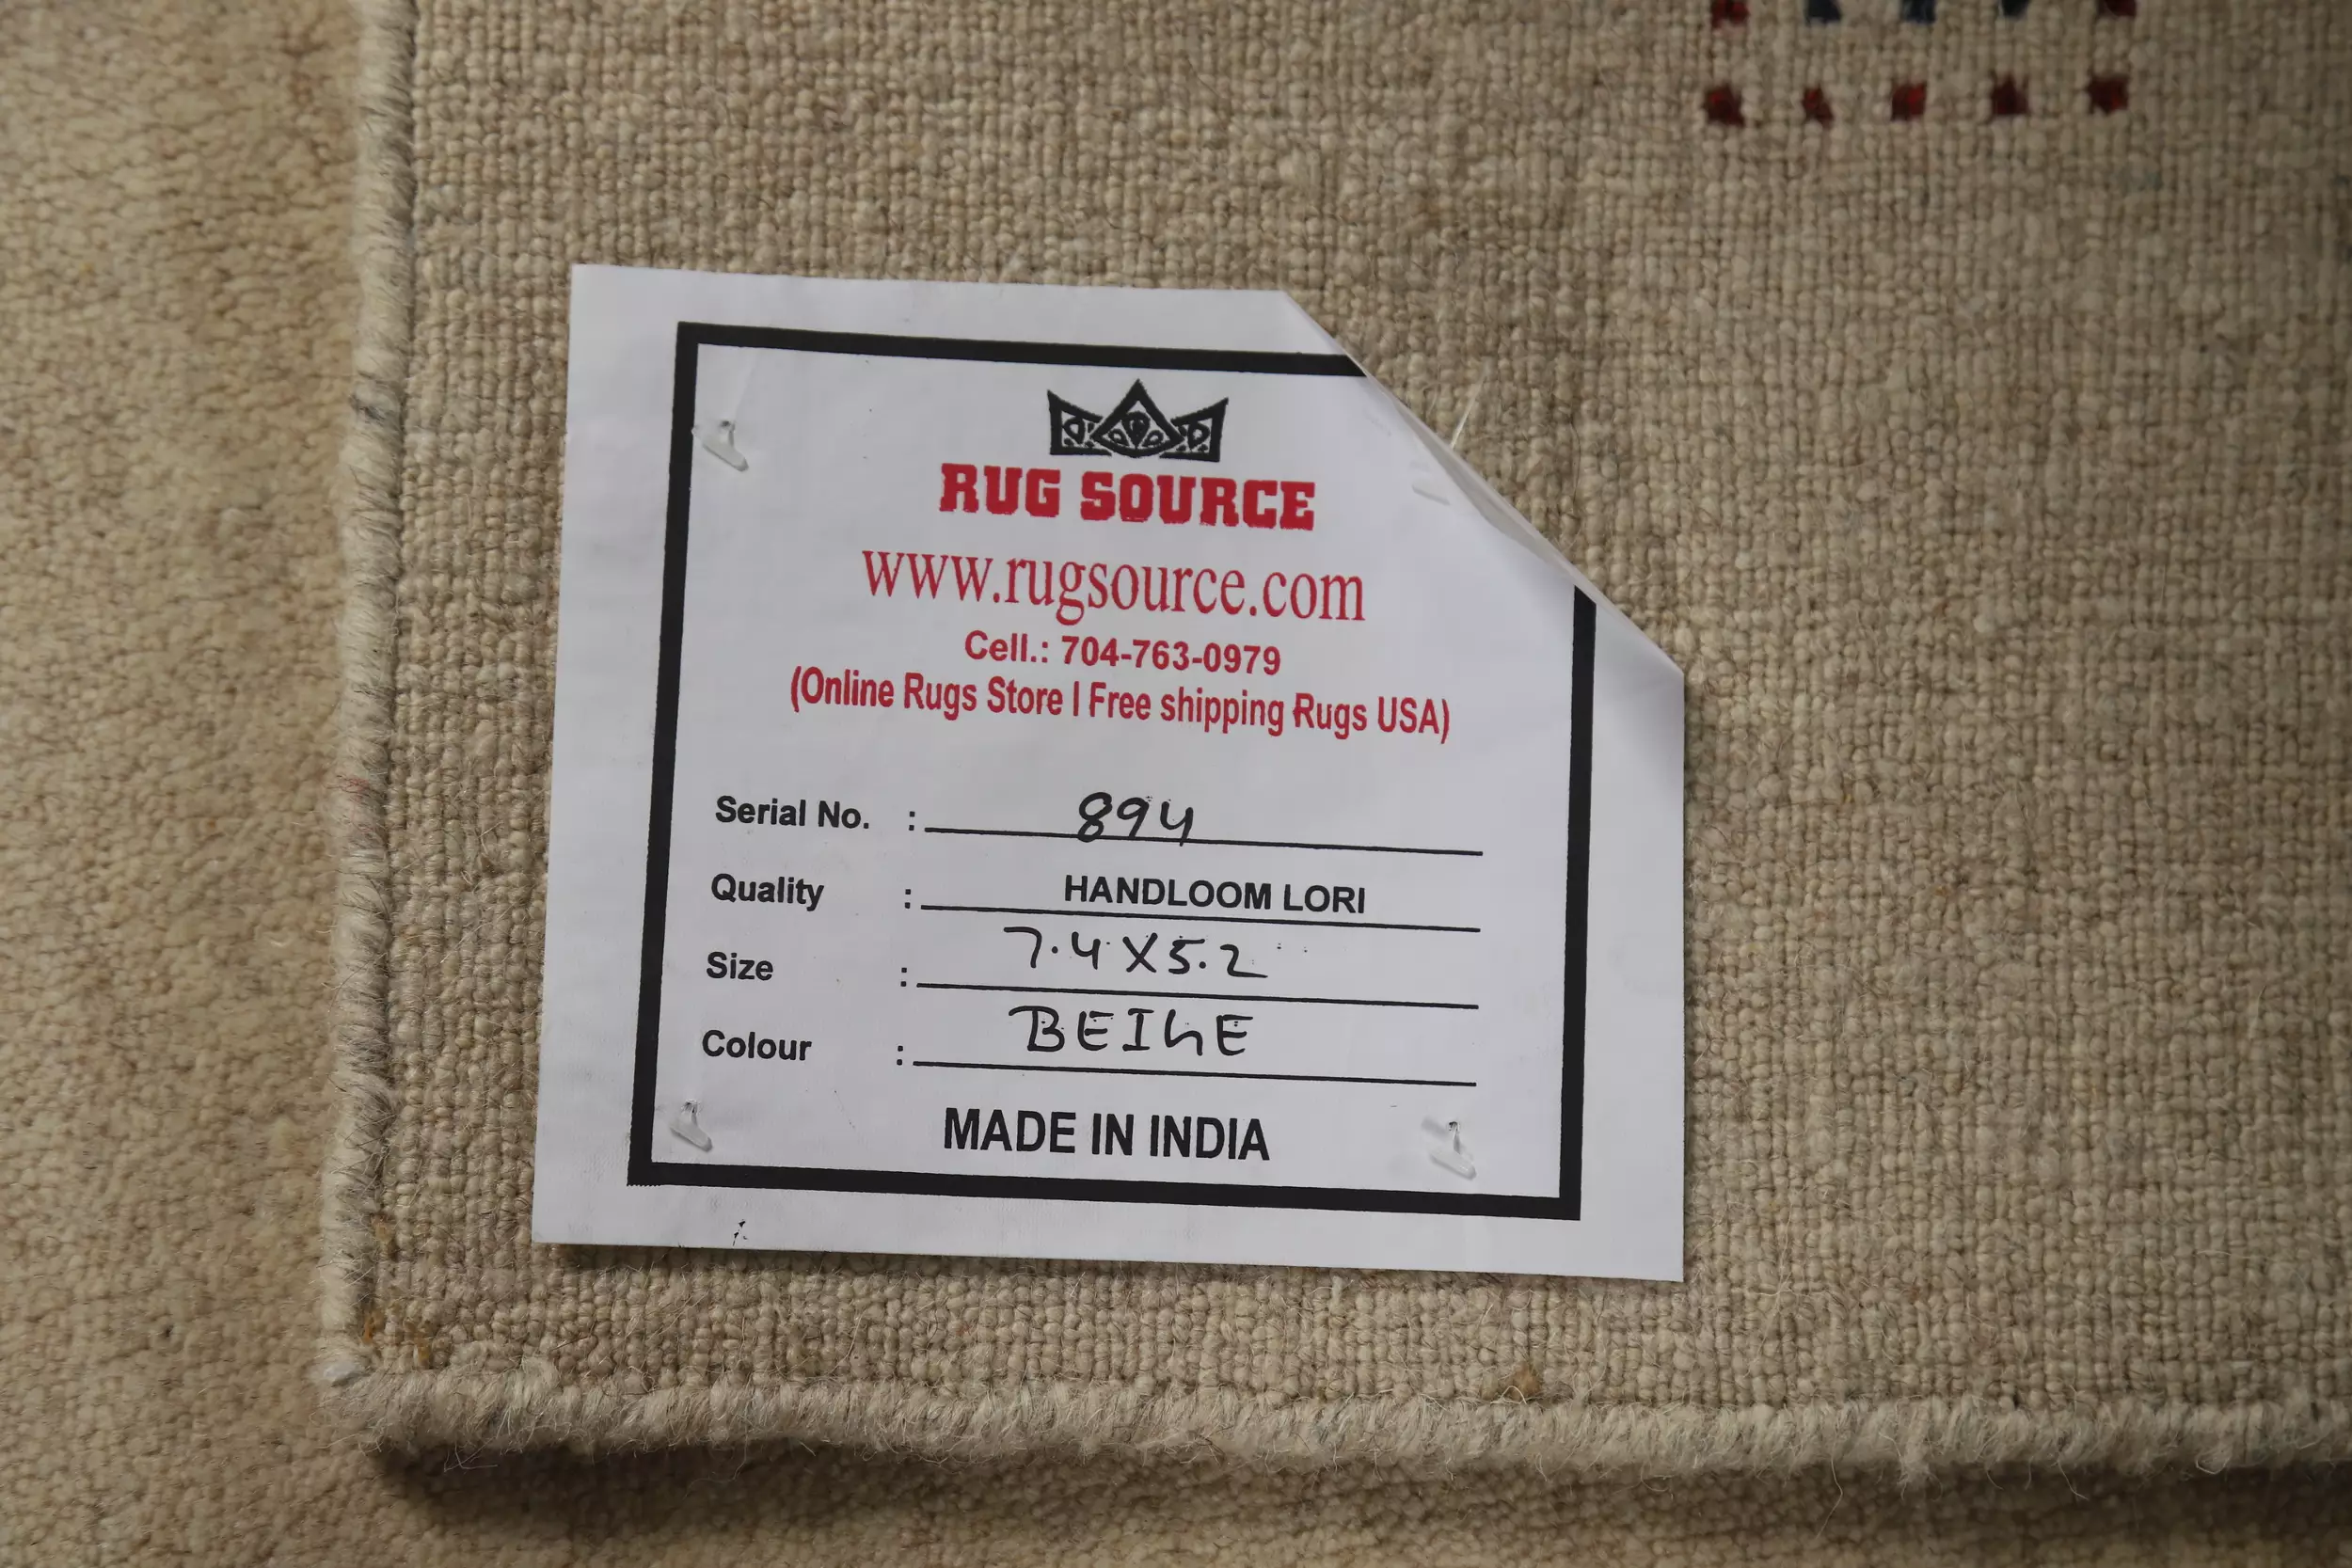 RUG SOURCE
www.rugsource.com
Cell.: 704-763-0979
(Online Rugs Store | Free shipping Rugs USA)
Serial No. : 894
Quality : HANDLOOM LORI
Size : 7.4X5.2
Colour : BEIGE
MADE IN INDIA